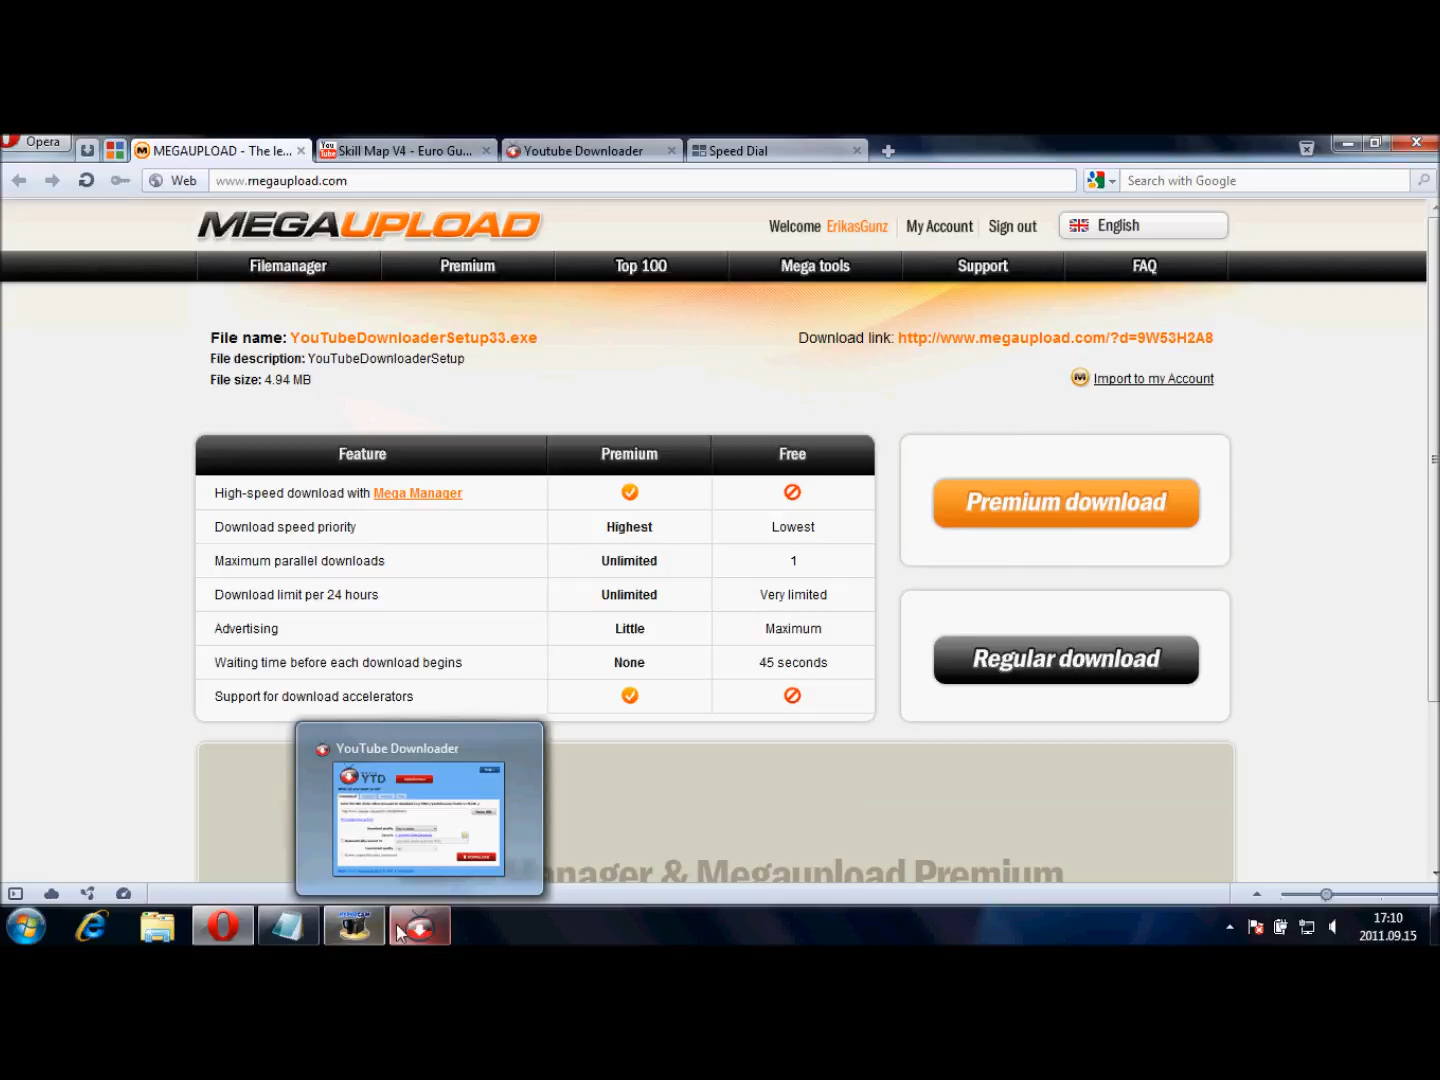 Opera
MEGAUPLOAD - The le...
Skill Map V4 - Euro Gu...
Youtube Downloader
Speed Dial
Web
www.megaupload.com
Search with Google
MEGAUPLOAD
Welcome ErikasGunz
My Account
Sign out
English
Filemanager
Premium
Top 100
Mega tools
Support
FAQ
File name: YouTubeDownloaderSetup33.exe
Download link: http://www.megaupload.com/?d=9W53H2A8
File description: YouTubeDownloaderSetup
File size: 4.94 MB
Import to my Account
Feature Premium Free
High-speed download with Mega Manager
Download speed priority Highest Lowest
Maximum parallel downloads Unlimited 1
Download limit per 24 hours Unlimited Very limited
Advertising Little Maximum
Waiting time before each download begins None 45 seconds
Support for download accelerators
Premium download
Regular download
YouTube Downloader
YTD
Manager & Megaupload Premium
HYPERCAM
17:10
2011.09.15